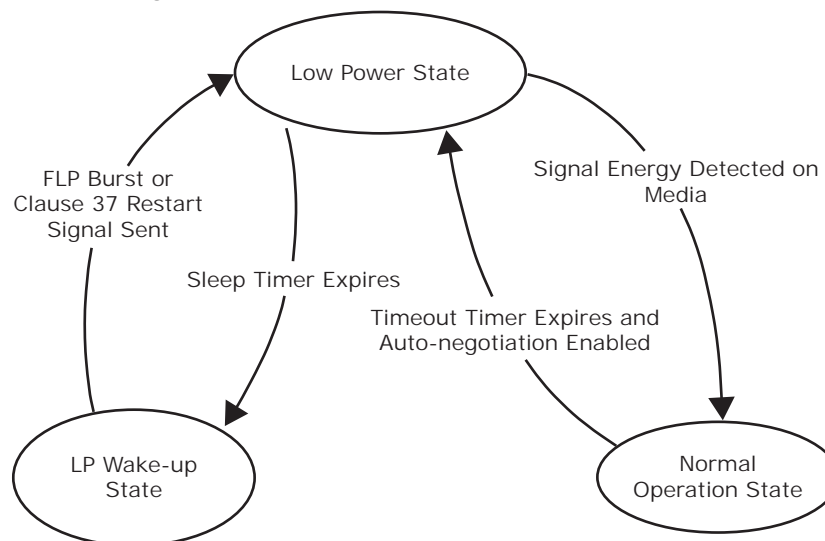 Low Power State
FLP Burst or
Clause 37 Restart
Signal Sent
Signal Energy Detected on
Media
Sleep Timer Expires
Timeout Timer Expires and
Auto-negotiation Enabled
LP Wake-up
State
Normal
Operation State